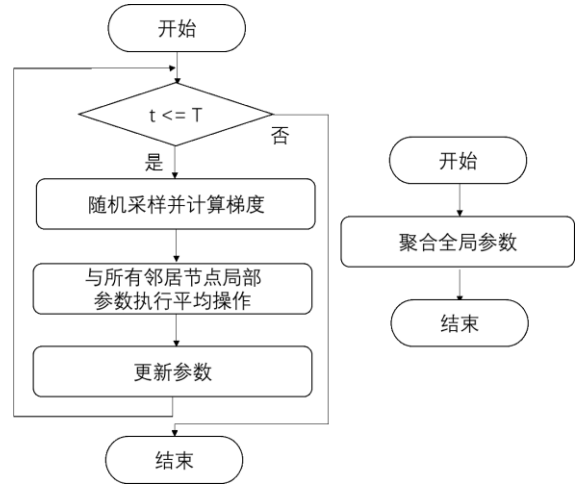 开始
t <= T
否
是
随机采样并计算梯度
与所有邻居节点局部
参数执行平均操作
更新参数
结束
开始
聚合全局参数
结束